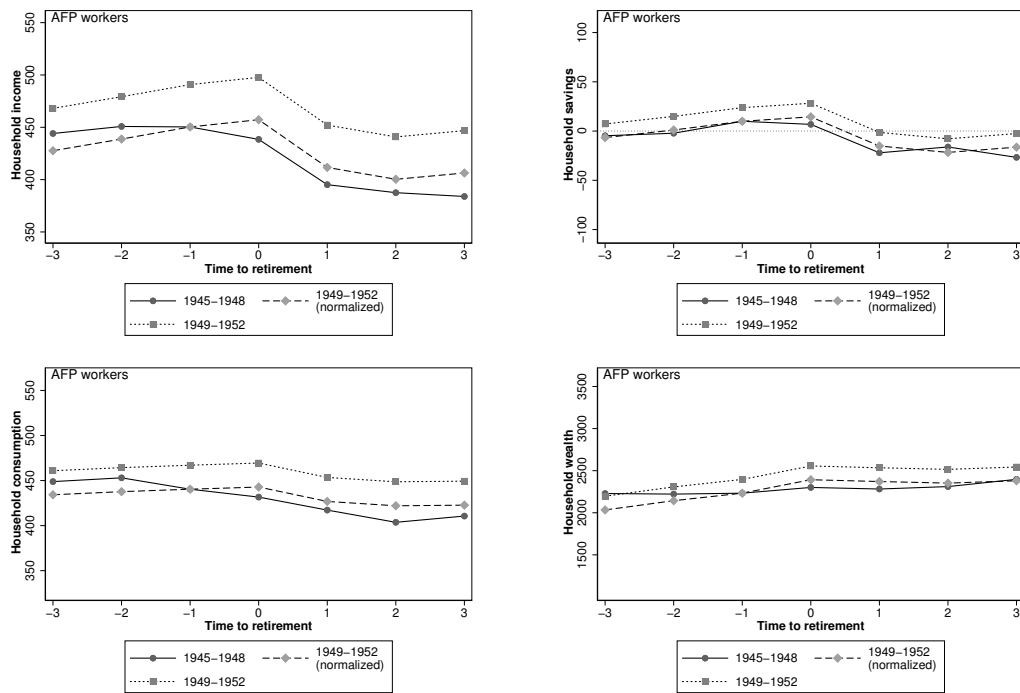 AFP workers
Household income
550
500
450
400
350
−3 −2 −1 0 1 2 3
Time to retirement
1945−1948
1949−1952
(normalized)
1949−1952
AFP workers
Household savings
100
50
0
−50
−100
−3 −2 −1 0 1 2 3
Time to retirement
1945−1948
1949−1952
(normalized)
1949−1952
AFP workers
Household consumption
550
500
450
400
350
−3 −2 −1 0 1 2 3
Time to retirement
1945−1948
1949−1952
(normalized)
1949−1952
AFP workers
Household wealth
3500
3000
2500
2000
1500
−3 −2 −1 0 1 2 3
Time to retirement
1945−1948
1949−1952
(normalized)
1949−1952